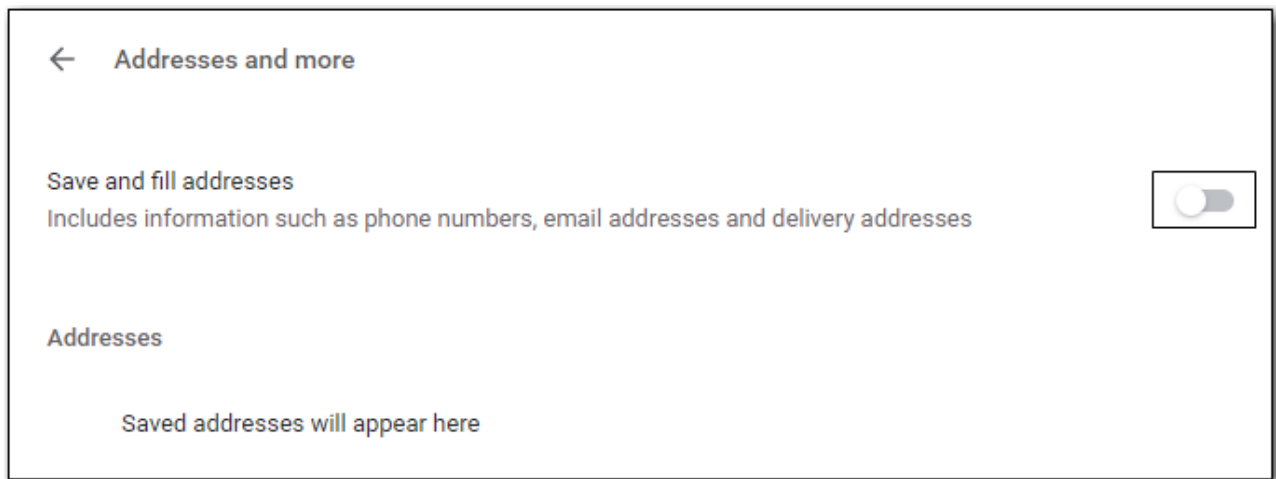 Addresses and more
Save and fill addresses
Includes information such as phone numbers, email addresses and delivery addresses
Addresses
Saved addresses will appear here